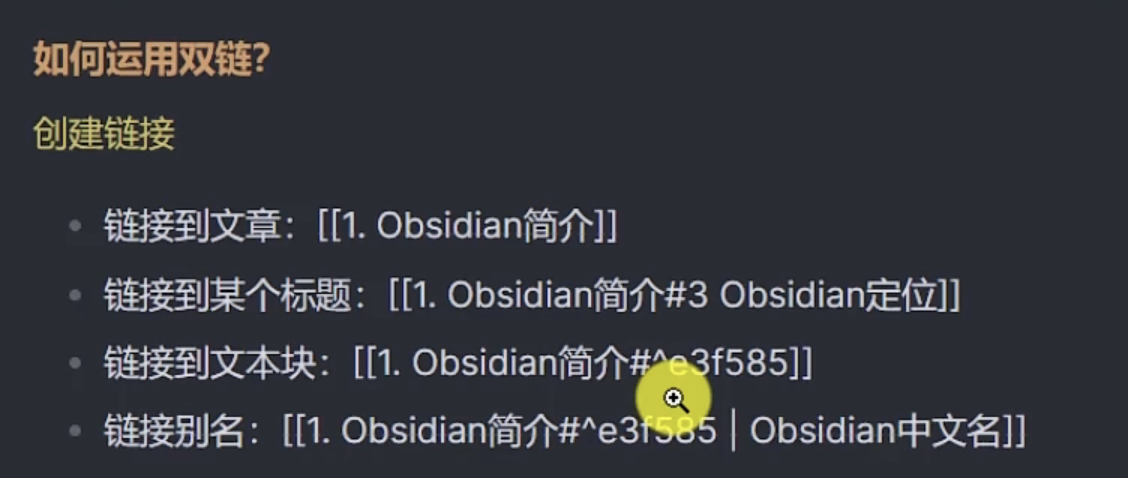 如何运用双链?
创建链接
链接到文章：[[1. Obsidian简介]]
链接到某个标题：[[1. Obsidian简介#3 Obsidian定位]]
链接到文本块：[[1. Obsidian简介#^e3f585]]
链接别名：[[1. Obsidian简介#^e3f585 | Obsidian中文名]]